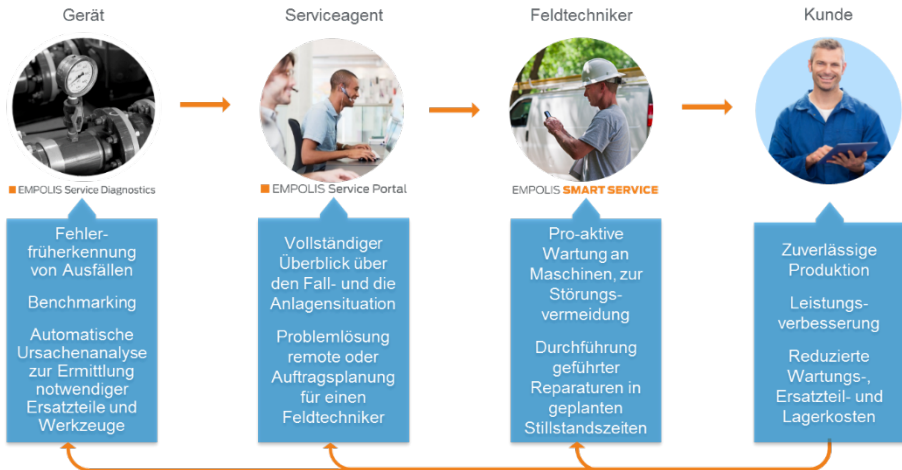 Gerät
Serviceagent
Feldtechniker
Kunde
EMPOLIS Service Diagnostics
EMPOLIS Service Portal
EMPOLIS SMART SERVICE
Fehler-
früherkennung
von Ausfällen
Benchmarking
Automatische
Ursachenanalyse
zur Ermittlung
notwendiger
Ersatzteile und
Werkzeuge
Vollständiger
Überblick über
den Fall- und die
Anlagensituation
Problemlösung
remote oder
Auftragsplanung
für einen
Feldtechniker
Pro-aktive
Wartung an
Maschinen, zur
Störungs-
vermeidung
Durchführung
geführter
Reparaturen in
geplanten
Stillstandszeiten
Zuverlässige
Produktion
Leistungs-
verbesserung
Reduzierte
Wartungs-,
Ersatzteil- und
Lagerkosten